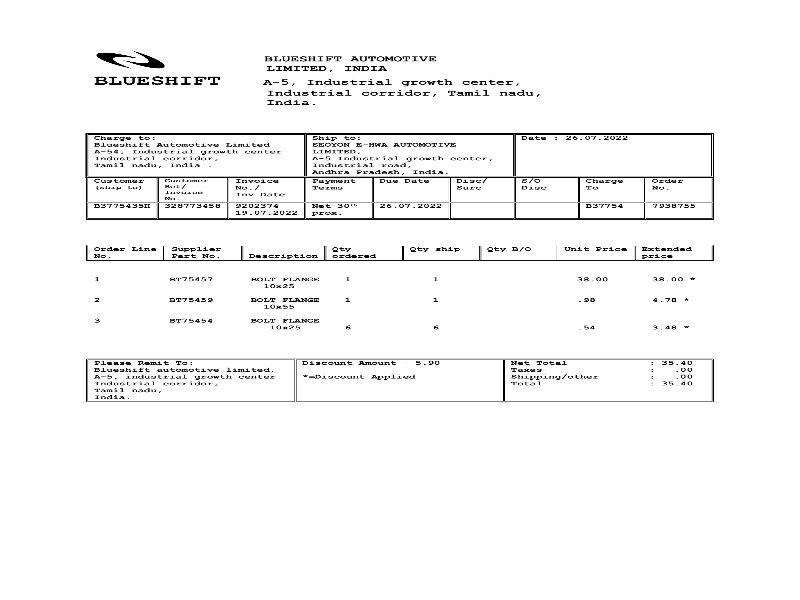 BLUESHIFT
BLUESHIFT AUTOMOTIVE
LIMITED, INDIA
A-5, Industrial growth center,
Industrial corridor, Tamil nadu,
India.
Charge to:
Blueshift Automotive Limited
A-54, Industrial growth center
Industrial corridor,
Tamil nadu, India .
Ship to:
SEOYON E-HWA AUTOMOTIVE
LIMITED,
A-5 Industrial growth center,
Industrial road,
Andhra Pradesh, India.
Date : 26.07.2022
Customer
(ship to)
Customer
Ref/
Invoice
No.
Invoice
No./
Inv Date
Payment
Terms
Due Date
Disc/
Surc
S/O
Disc
Charge
To
Order
No.
B3775435H
328773458
9202374
19.07.2022
Net 30th
prox.
26.07.2022
B37754
7938755
Order Line
No.
Supplier
Part No.
Description
Qty
ordered
Qty ship
Qty B/O
Unit Price
Extended
price
1 BT75457 BOLT FLANGE 1 1 38.00 38.00 *
10x25
2 BT75459 BOLT FLANGE 1 1 .98 4.78 *
10x55
3 BT75454 BOLT FLANGE
10x25 6 6 .54 3.48 *
Please Remit To:
Blueshift automotive limited,
A-5, industrial growth center
Industrial corridor,
Tamil nadu,
India.
Discount Amount 5.90
*=Discount Applied
Net Total : 35.40
Taxes : .00
Shipping/other : .00
Total : 35.40